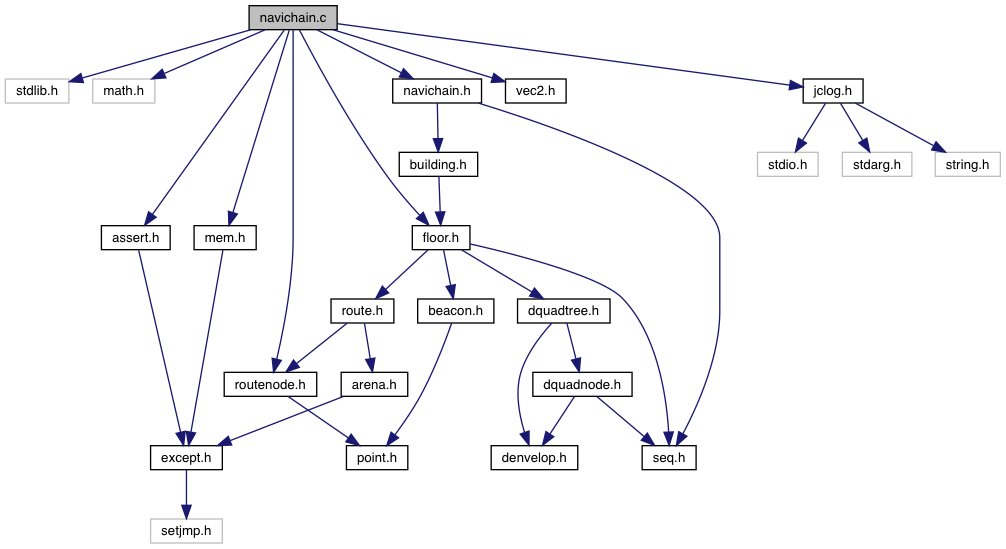 navichain.c
stdlib.h
math.h
navichain.h
vec2.h
jclog.h
building.h
stdio.h
stdarg.h
string.h
assert.h
mem.h
floor.h
route.h
beacon.h
dquadtree.h
routenode.h
arena.h
dquadnode.h
except.h
point.h
denvelop.h
seq.h
setjmp.h